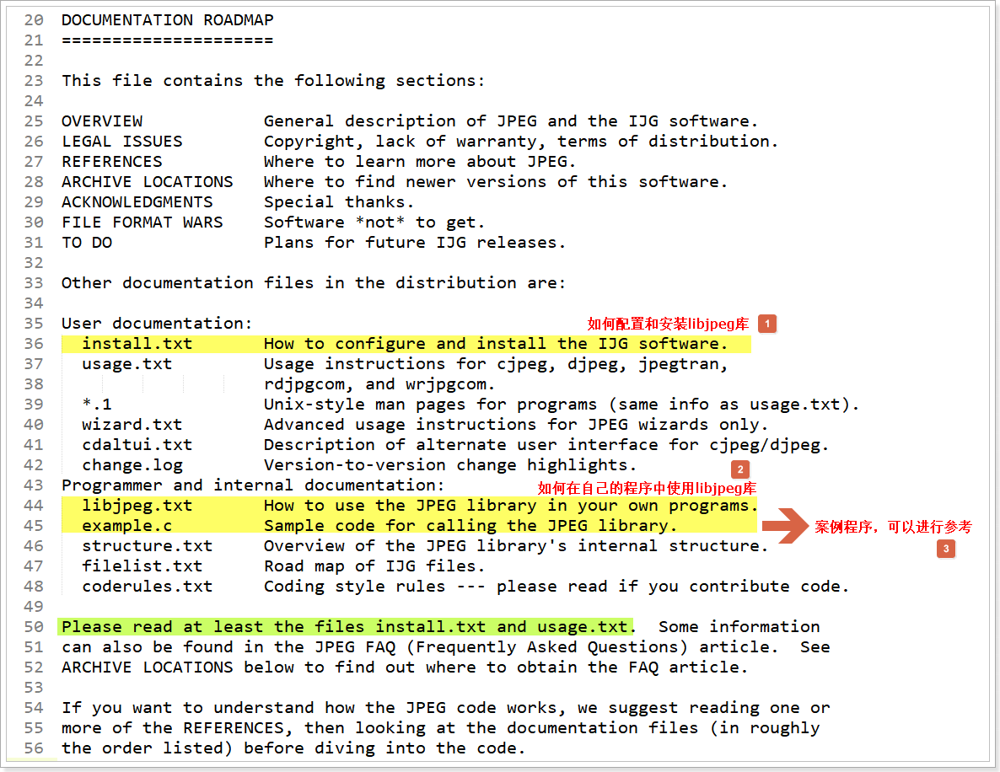 20 DOCUMENTATION ROADMAP
21 =====================
22
23 This file contains the following sections:
24
25 OVERVIEW            General description of JPEG and the IJG software.
26 LEGAL ISSUES        Copyright, lack of warranty, terms of distribution.
27 REFERENCES          Where to learn more about JPEG.
28 ARCHIVE LOCATIONS   Where to find newer versions of this software.
29 ACKNOWLEDGMENTS     Special thanks.
30 FILE FORMAT WARS    Software *not* to get.
31 TO DO               Plans for future IJG releases.
32
33 Other documentation files in the distribution are:
34
35 User documentation: 如何配置和安装libjpeg库 1
36   install.txt       How to configure and install the IJG software.
37   usage.txt         Usage instructions for cjpeg, djpeg, jpegtran,
38                     rdjpgcom, and wrjpgcom.
39   *.1               Unix-style man pages for programs (same info as usage.txt).
40   wizard.txt        Advanced usage instructions for JPEG wizards only.
41   cdaltui.txt       Description of alternate user interface for cjpeg/djpeg.
42   change.log        Version-to-version change highlights. 2
43 Programmer and internal documentation: 如何在自己的程序中使用libjpeg库
44   libjpeg.txt       How to use the JPEG library in your own programs.
45   example.c         Sample code for calling the JPEG library. 案例程序，可以进行参考
46   structure.txt     Overview of the JPEG library's internal structure. 3
47   filelist.txt      Road map of IJG files.
48   coderules.txt     Coding style rules --- please read if you contribute code.
49
50 Please read at least the files install.txt and usage.txt.  Some information
51 can also be found in the JPEG FAQ (Frequently Asked Questions) article.  See
52 ARCHIVE LOCATIONS below to find out where to obtain the FAQ article.
53
54 If you want to understand how the JPEG code works, we suggest reading one or
55 more of the REFERENCES, then looking at the documentation files (in roughly
56 the order listed) before diving into the code.